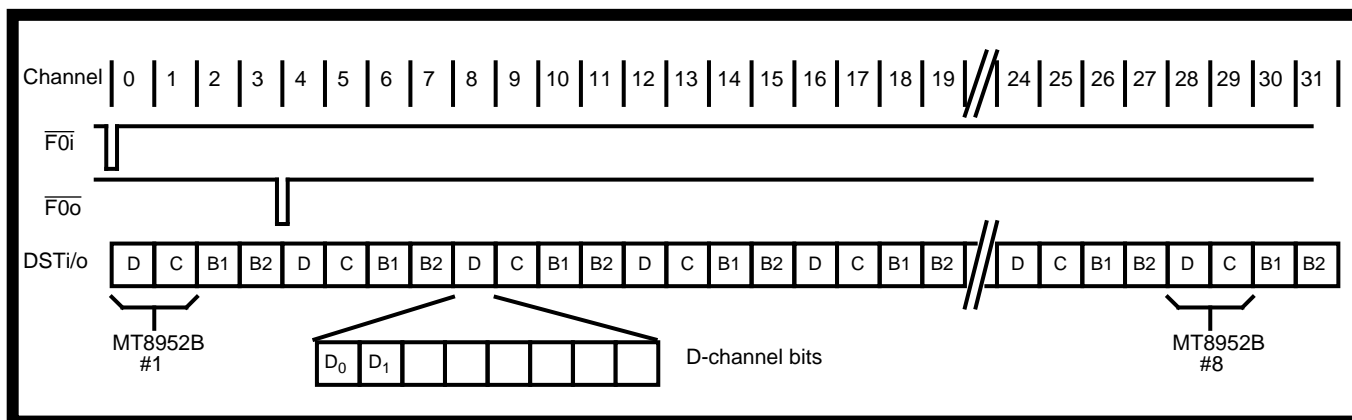 Channel 0 1 2 3 4 5 6 7 8 9 10 11 12 13 14 15 16 17 18 19 24 25 26 27 28 29 30 31
F0i
F0o
DSTi/o D C B1 B2 D C B1 B2 D C B1 B2 D C B1 B2 D C B1 B2 D C B1 B2 D C B1 B2
MT8952B
#1
D0 D1
D-channel bits
MT8952B
#8